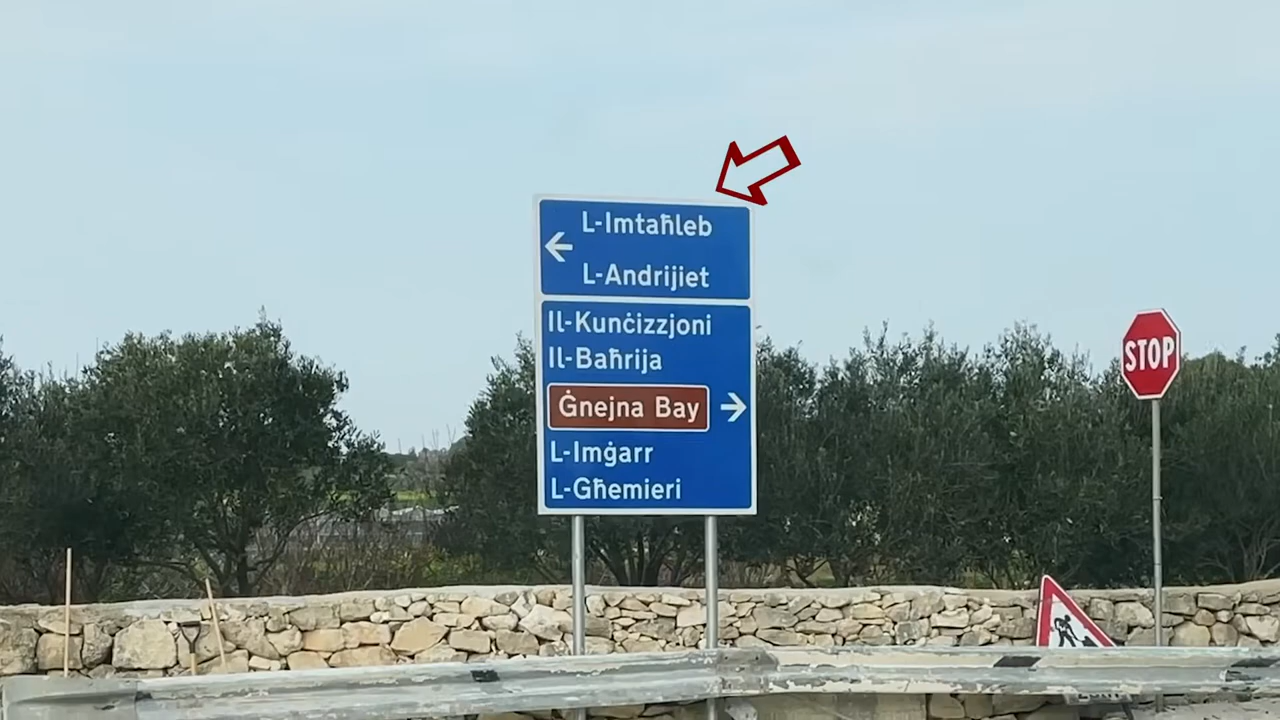 L-Imtaħleb
L-Andrijiet
Il-Kunċizzjoni
Il-Baħrija
Ġnejna Bay
L-Imġarr
L-Għemieri
STOP